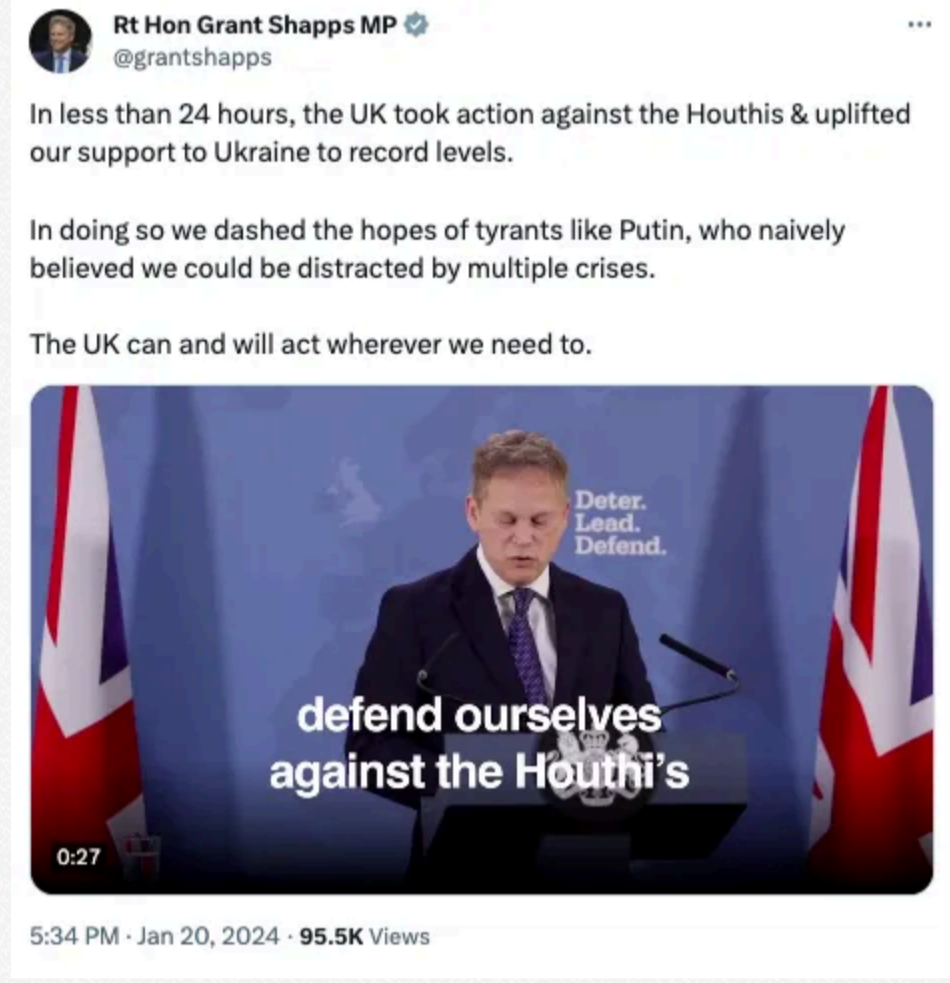 Rt Hon Grant Shapps MP
@grantshapps
In less than 24 hours, the UK took action against the Houthis & uplifted
our support to Ukraine to record levels.
In doing so we dashed the hopes of tyrants like Putin, who naively
believed we could be distracted by multiple crises.
The UK can and will act wherever we need to.
Deter.
Lead.
Defend.
defend ourselves
against the Houthi's
0:27
5:34 PM · Jan 20, 2024 · 95.5K Views